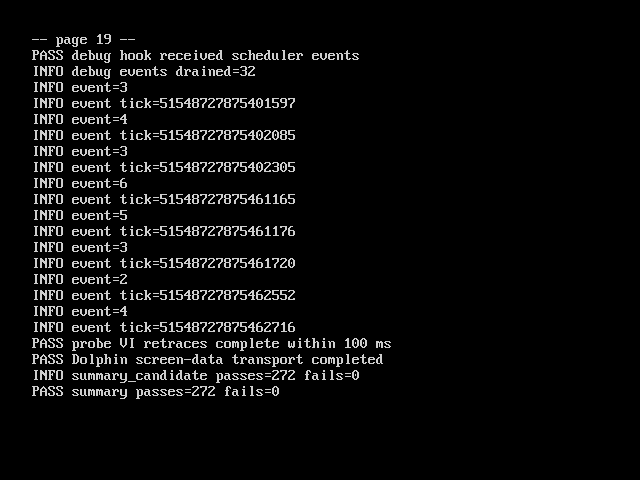 -- page 19 --
PASS debug hook received scheduler events
INFO debug events drained=32
INFO event=3
INFO event tick=51548727875401597
INFO event=4
INFO event tick=51548727875402085
INFO event=3
INFO event tick=51548727875402305
INFO event=6
INFO event tick=51548727875461165
INFO event=5
INFO event tick=51548727875461176
INFO event=3
INFO event tick=51548727875461720
INFO event=2
INFO event tick=51548727875462552
INFO event=4
INFO event tick=51548727875462716
PASS probe VI retraces complete within 100 ms
PASS Dolphin screen-data transport completed
INFO summary_candidate passes=272 fails=0
PASS summary passes=272 fails=0